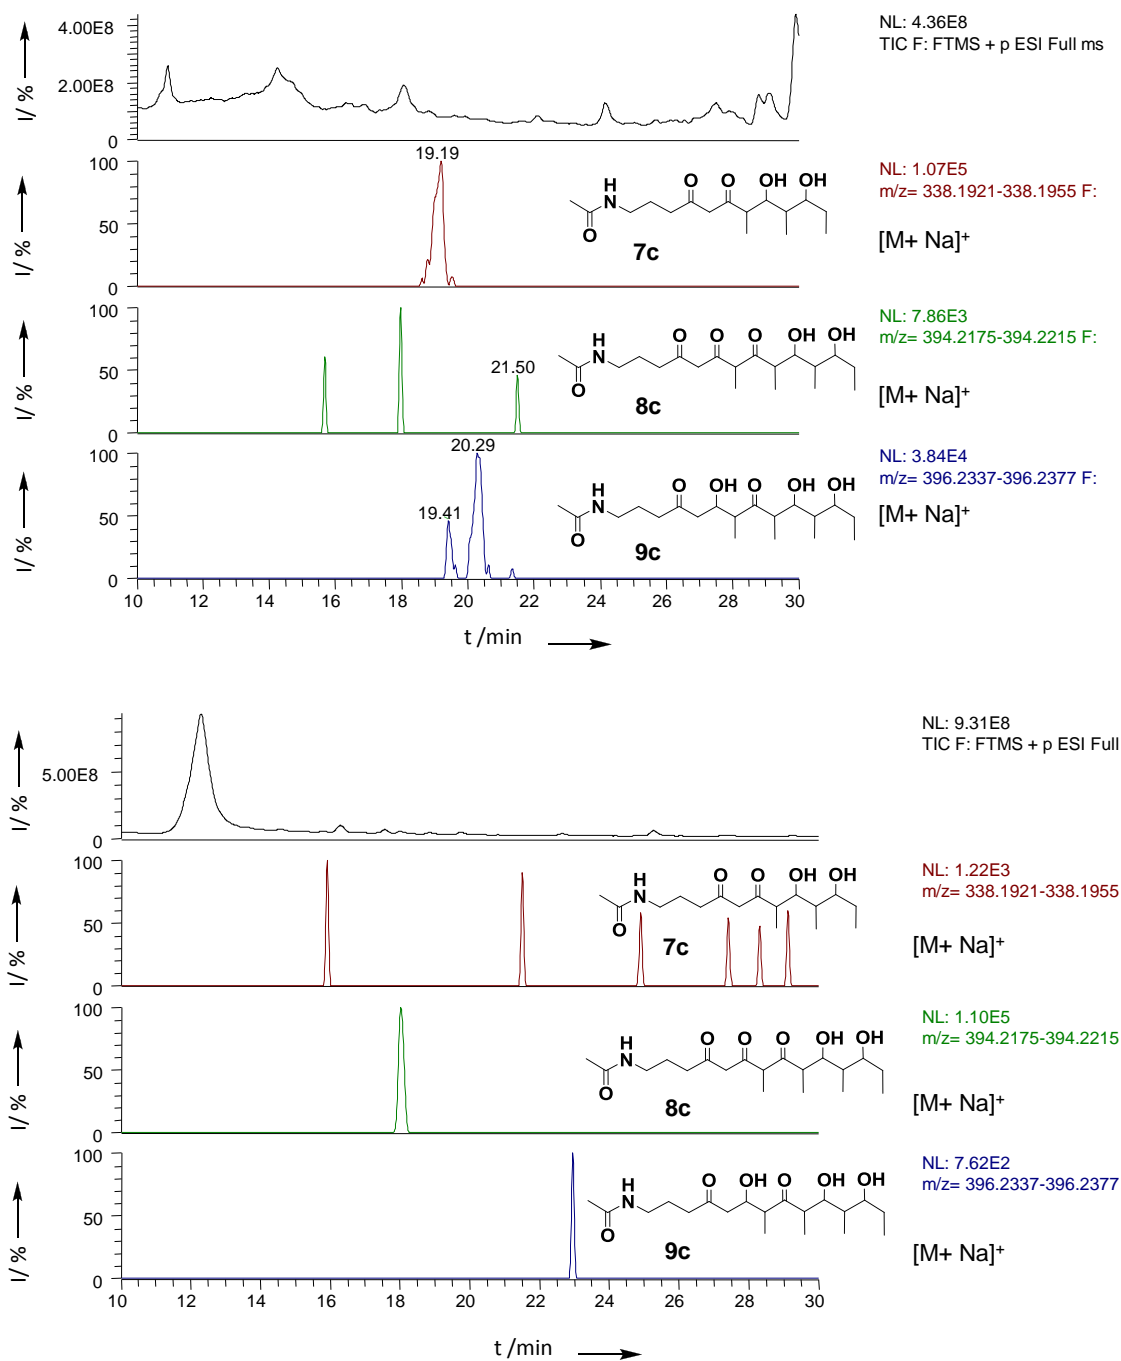 4.00E8
2.00E8
0
I/ %
NL: 4.36E8
TIC F: FTMS + p ESI Full ms
100
50
0
I/ %
19.19
H
N
O
O
O
OH
OH
7c
NL: 1.07E5
m/z= 338.1921-338.1955 F:
[M+ Na]+
100
50
0
I/ %
21.50
H
N
O
O
O
O
OH
OH
8c
NL: 7.86E3
m/z= 394.2175-394.2215 F:
[M+ Na]+
100
50
0
I/ %
19.41
20.29
H
N
O
O
OH
O
OH
OH
9c
NL: 3.84E4
m/z= 396.2337-396.2377 F:
[M+ Na]+
10 12 14 16 18 20 22 24 26 28 30
t /min
5.00E8
0
I/ %
NL: 9.31E8
TIC F: FTMS + p ESI Full
100
50
0
I/ %
H
N
O
O
O
OH
OH
7c
NL: 1.22E3
m/z= 338.1921-338.1955
[M+ Na]+
100
50
0
I/ %
H
N
O
O
O
O
OH
OH
8c
NL: 1.10E5
m/z= 394.2175-394.2215
[M+ Na]+
100
50
0
I/ %
H
N
O
O
OH
O
OH
OH
9c
NL: 7.62E2
m/z= 396.2337-396.2377
[M+ Na]+
10 12 14 16 18 20 22 24 26 28 30
t /min